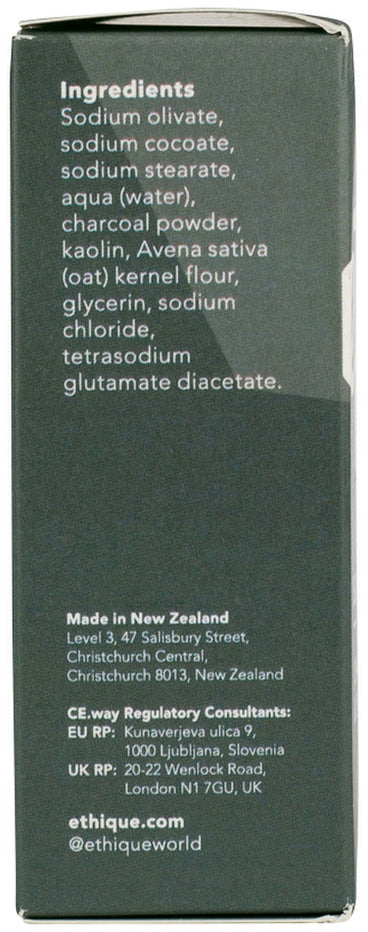 Ingredients
Sodium olivate,
sodium cocoate,
sodium stearate,
aqua (water),
charcoal powder,
kaolin, Avena sativa
(oat) kernel flour,
glycerin, sodium
chloride,
tetrasodium
glutamate diacetate.
Made in New Zealand
Level 3, 47 Salisbury Street,
Christchurch Central,
Christchurch 8013, New Zealand
CE.way Regulatory Consultants:
EU RP: Kunaverjeva ulica 9,
1000 Ljubljana, Slovenia
UK RP: 20-22 Wenlock Road,
London N1 7GU, UK
ethique.com
@ethiqueworld